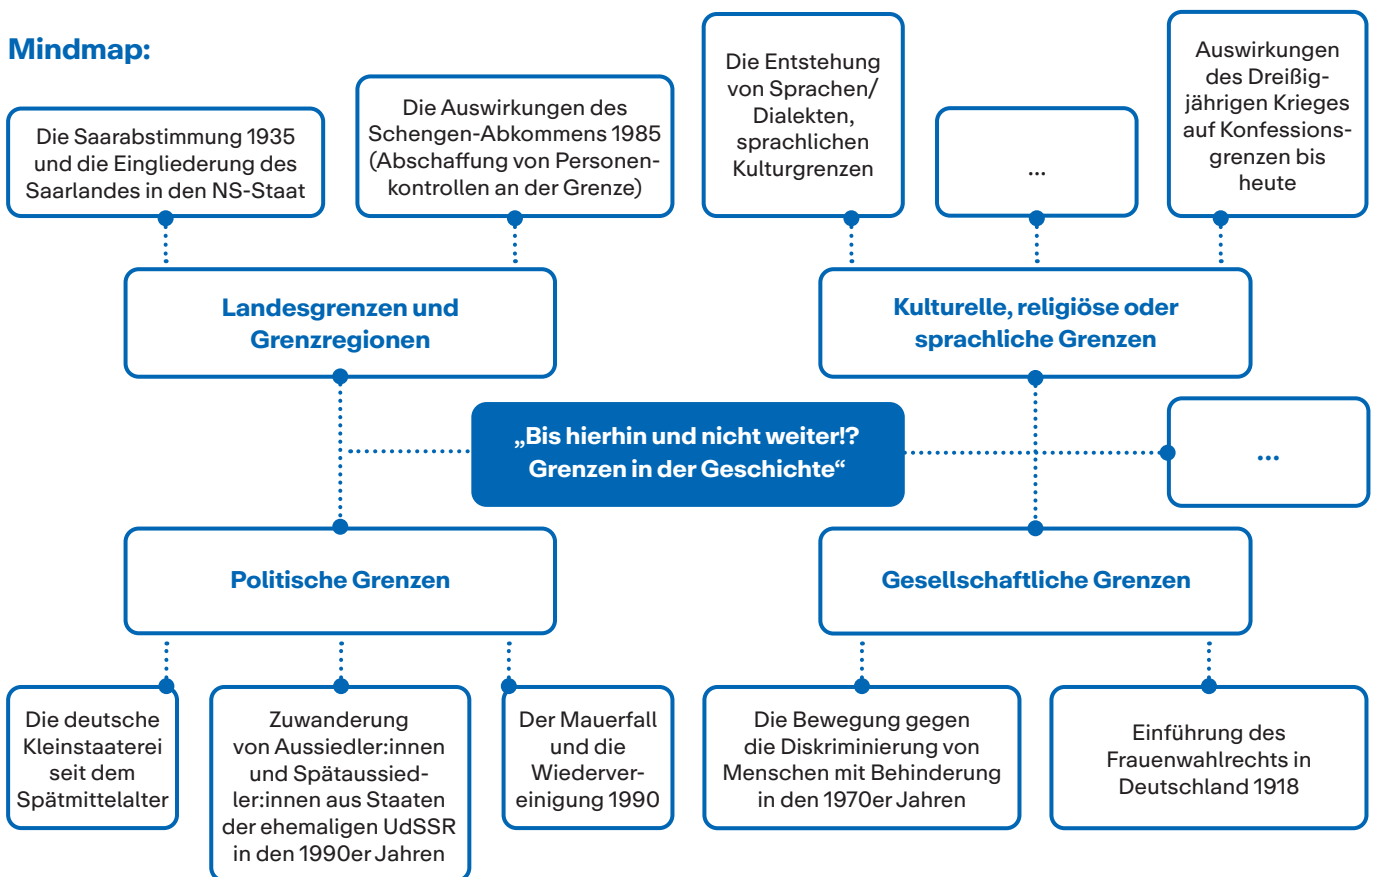 Mindmap:
Die Saarabstimmung 1935
und die Eingliederung des
Saarlandes in den NS-Staat
Die Auswirkungen des
Schengen-Abkommens 1985
(Abschaffung von Personen-
kontrollen an der Grenze)
Die Entstehung
von Sprachen/
Dialekten,
sprachlichen
Kulturgrenzen
...
Auswirkungen
des Dreißig-
jährigen Krieges
auf Konfessions-
grenzen bis
heute
Landesgrenzen und
Grenzregionen
Kulturelle, religiöse oder
sprachliche Grenzen
„Bis hierhin und nicht weiter!?
Grenzen in der Geschichte“
...
Politische Grenzen
Gesellschaftliche Grenzen
Die deutsche
Kleinstaaterei
seit dem
Spätmittelalter
Zuwanderung
von Aussiedler:innen
und Spätaussied-
ler:innen aus Staaten
der ehemaligen UdSSR
in den 1990er Jahren
Der Mauerfall
und die
Wiederver-
einigung 1990
Die Bewegung gegen
die Diskriminierung von
Menschen mit Behinderung
in den 1970er Jahren
Einführung des
Frauenwahlrechts in
Deutschland 1918